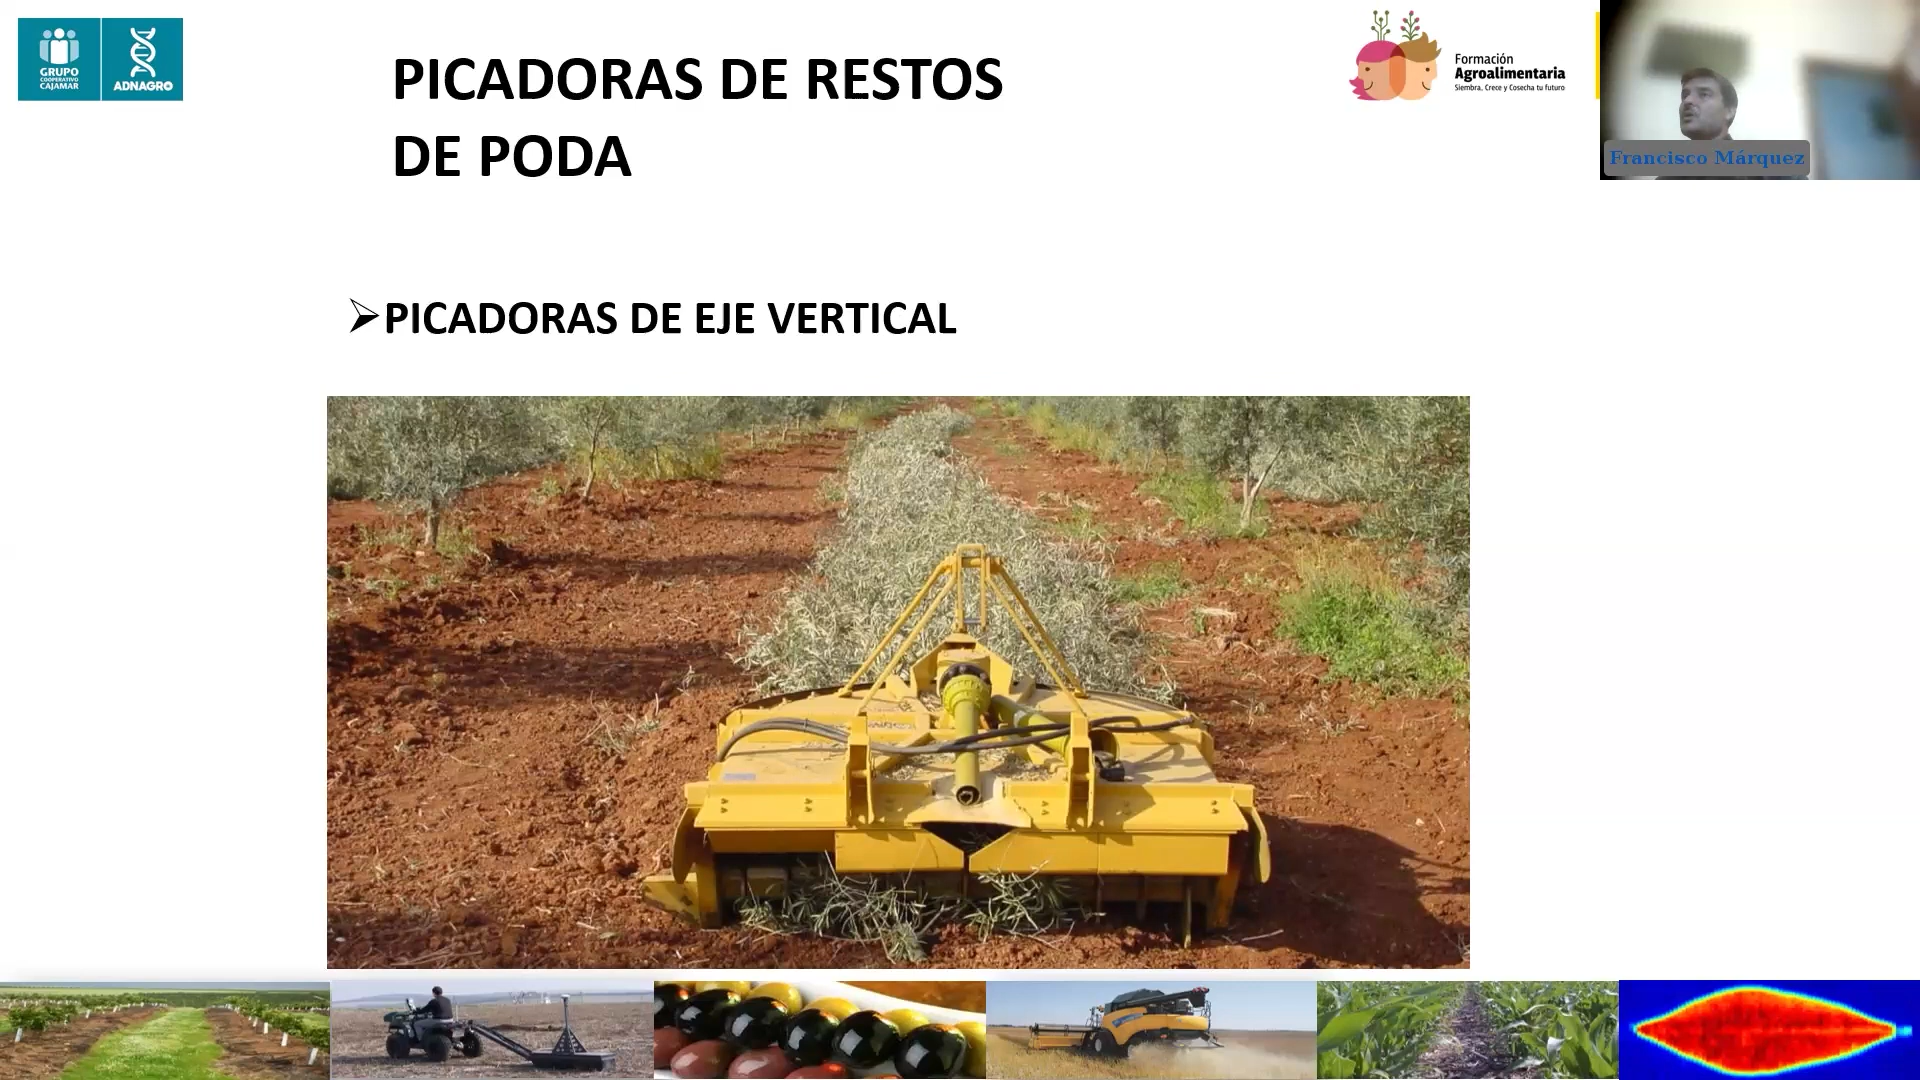 GRUPO
COOPERATIVO
CAJAMAR
ADNAGRO
PICADORAS DE RESTOS
DE PODA
Formación
Agroalimentaria
Siembra, Crece y Cosecha tu futuro
Francisco Márquez
PICADORAS DE EJE VERTICAL